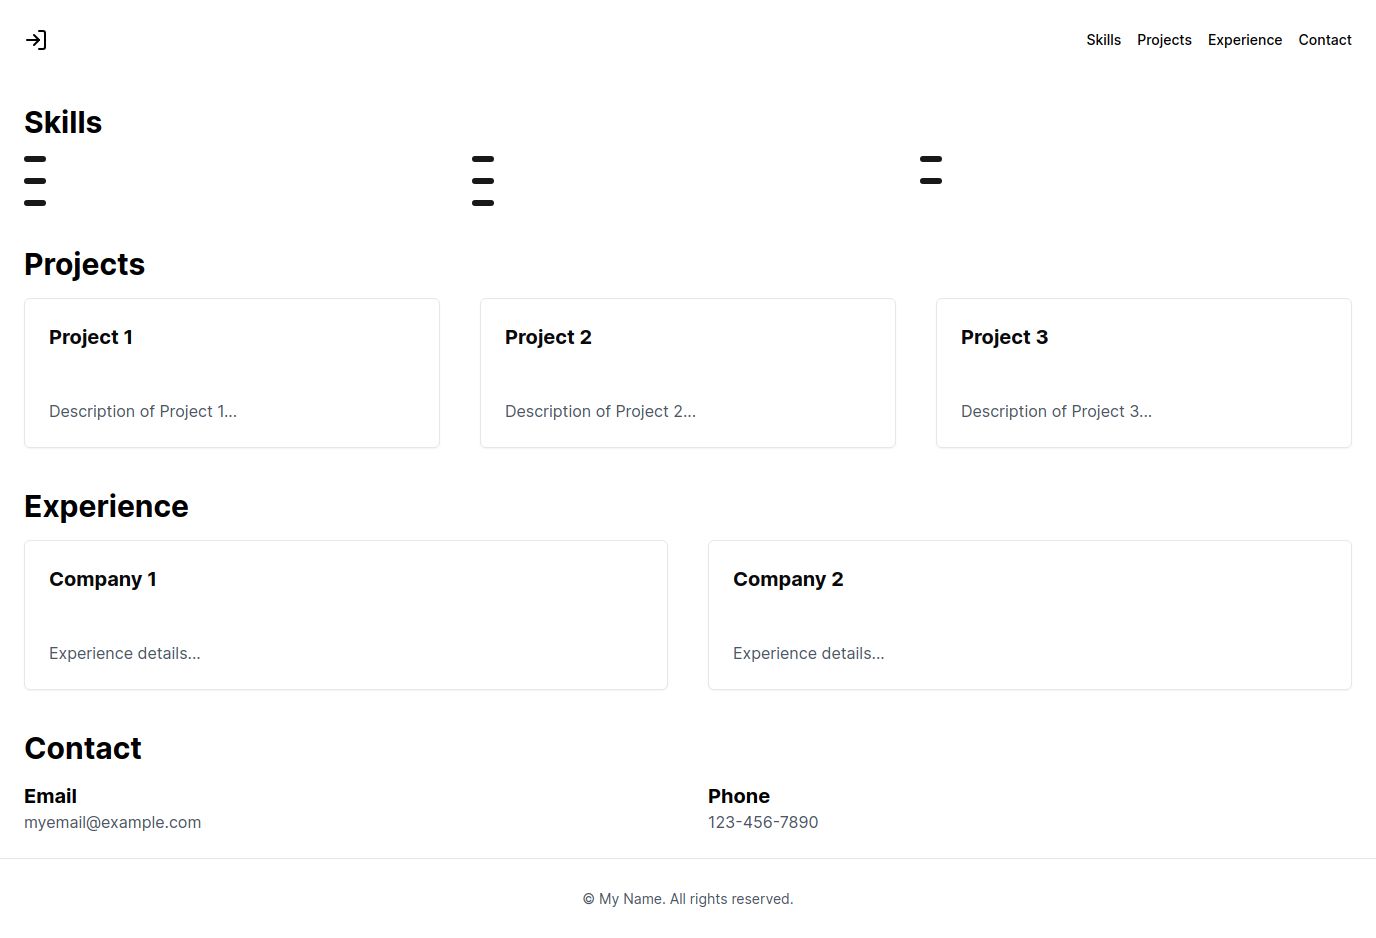 Skills Projects Experience Contact
Skills
Projects
Project 1
Description of Project 1...
Project 2
Description of Project 2...
Project 3
Description of Project 3...
Experience
Company 1
Experience details...
Company 2
Experience details...
Contact
Email
myemail@example.com
Phone
123-456-7890
© My Name. All rights reserved.